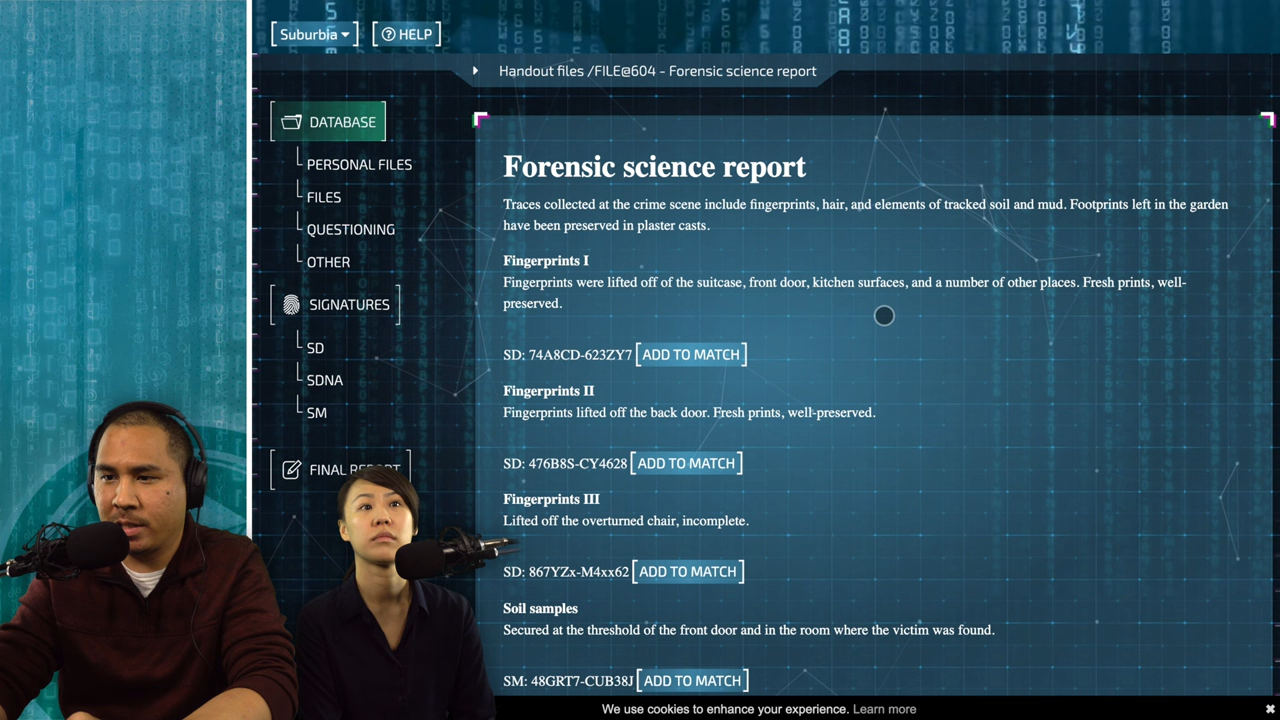 Suburbia
HELP
Handout files /FILE@604 - Forensic science report
DATABASE
PERSONAL FILES
FILES
QUESTIONING
OTHER
SIGNATURES
SD
SDNA
SM
FINAL REPORT
Forensic science report
Traces collected at the crime scene include fingerprints, hair, and elements of tracked soil and mud. Footprints left in the garden
have been preserved in plaster casts.
Fingerprints I
Fingerprints were lifted off of the suitcase, front door, kitchen surfaces, and a number of other places. Fresh prints, well-
preserved.
SD: 74A8CD-623ZY7 ADD TO MATCH
Fingerprints II
Fingerprints lifted off the back door. Fresh prints, well-preserved.
SD: 476B8S-CY4628 ADD TO MATCH
Fingerprints III
Lifted off the overturned chair, incomplete.
SD: 867YZx-M4xx62 ADD TO MATCH
Soil samples
Secured at the threshold of the front door and in the room where the victim was found.
SM: 48GRT7-CUB38J ADD TO MATCH
We use cookies to enhance your experience. Learn more